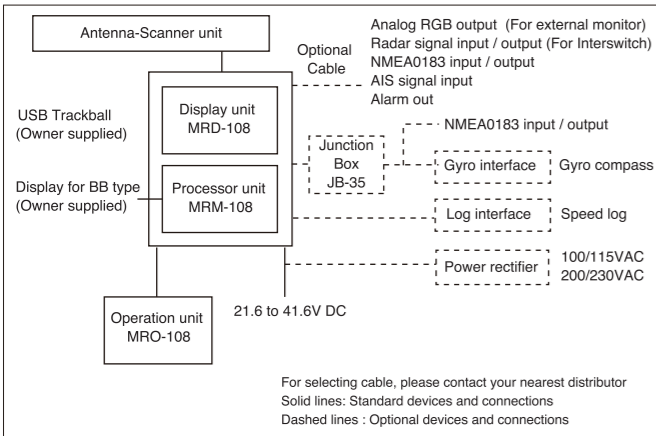 Antenna-Scanner unit
Optional
Cable
Analog RGB output (For external monitor)
Radar signal input / output (For Interswitch)
NMEA0183 input / output
AIS signal input
Alarm out
USB Trackball
(Owner supplied)
Display unit
MRD-108
Display for BB type
(Owner supplied)
Processor unit
MRM-108
Junction
Box
JB-35
NMEA0183 input / output
Gyro interface
Gyro compass
Log interface
Speed log
Power rectifier
100/115VAC
200/230VAC
Operation unit
MRO-108
21.6 to 41.6V DC
For selecting cable, please contact your nearest distributor
Solid lines: Standard devices and connections
Dashed lines : Optional devices and connections